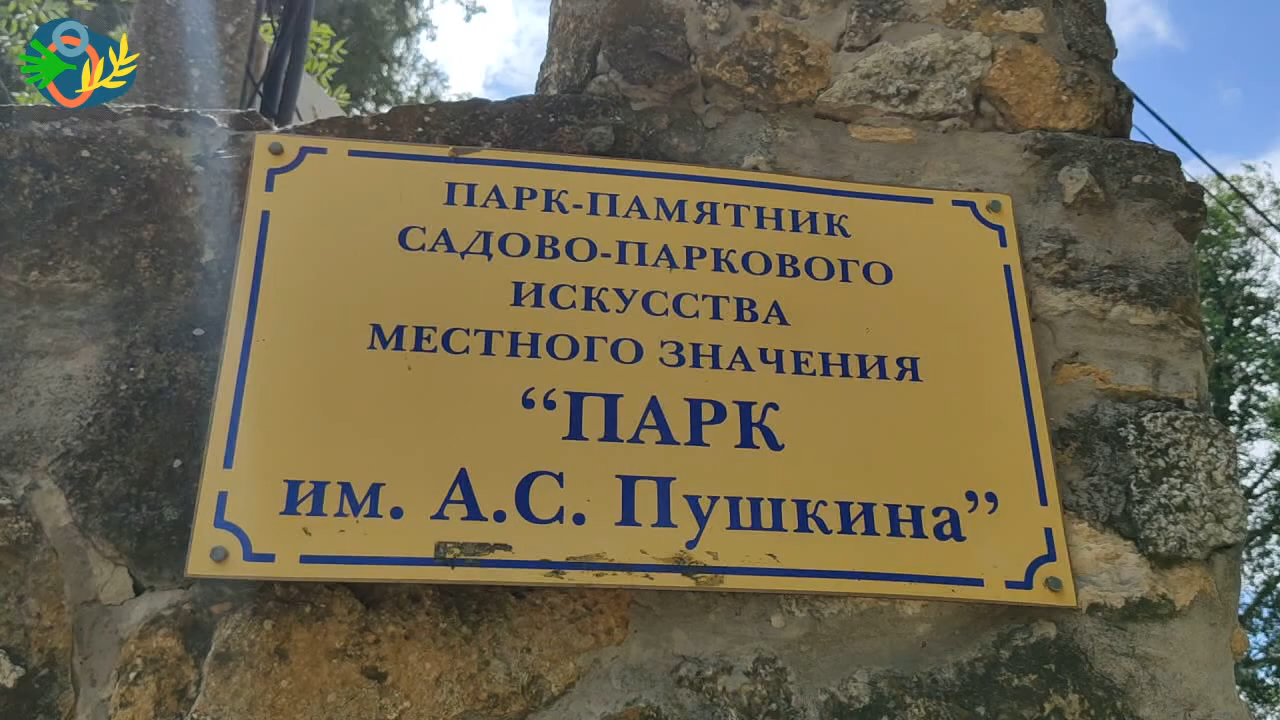 ПАРК-ПАМЯТНИК
САДОВО-ПАРКОВОГО
ИСКУССТВА
МЕСТНОГО ЗНАЧЕНИЯ
“ПАРК
им. А.С. Пушкина”